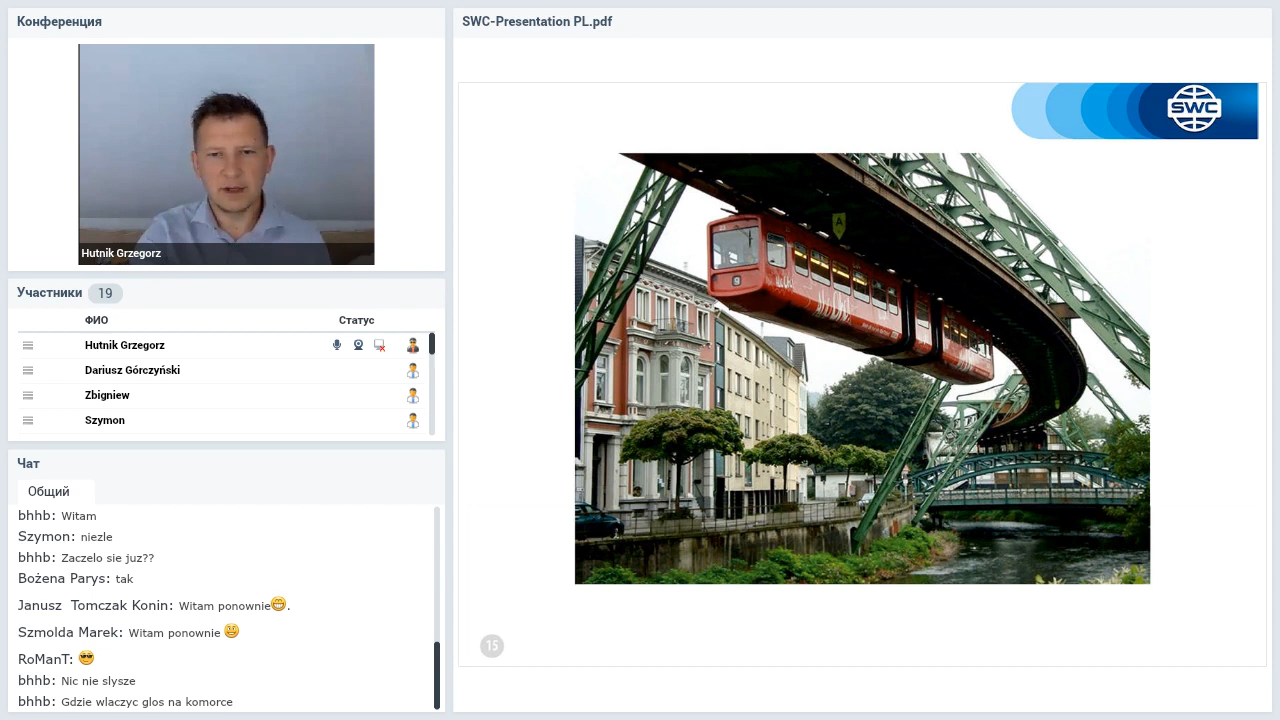 Конференция
Hutnik Grzegorz
Участники 19
ФИО Статус
Hutnik Grzegorz
Dariusz Górczyński
Zbigniew
Szymon
Чат
Общий
bhhb: Witam
Szymon: niezle
bhhb: Zaczelo sie juz??
Bożena Parys: tak
Janusz Tomczak Konin: Witam ponownie.
Szmolda Marek: Witam ponownie
RoManT:
bhhb: Nic nie slysze
bhhb: Gdzie wlaczyc glos na komorce
SWC-Presentation PL.pdf
SWC
A
9
15